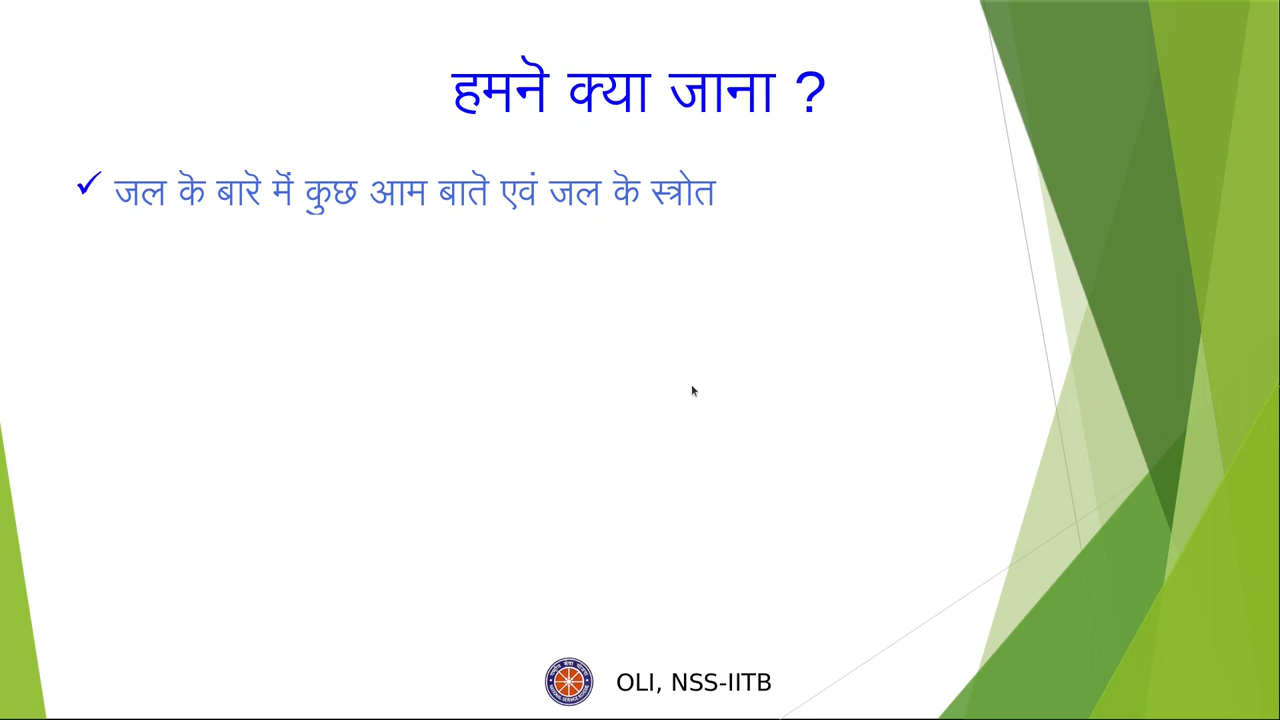 हमनॆ क्या जाना ?
✓ जल कॆ बारॆ मॆं कुछ आम बातॆ एवं जल कॆ स्त्रोत
OLI, NSS-IITB